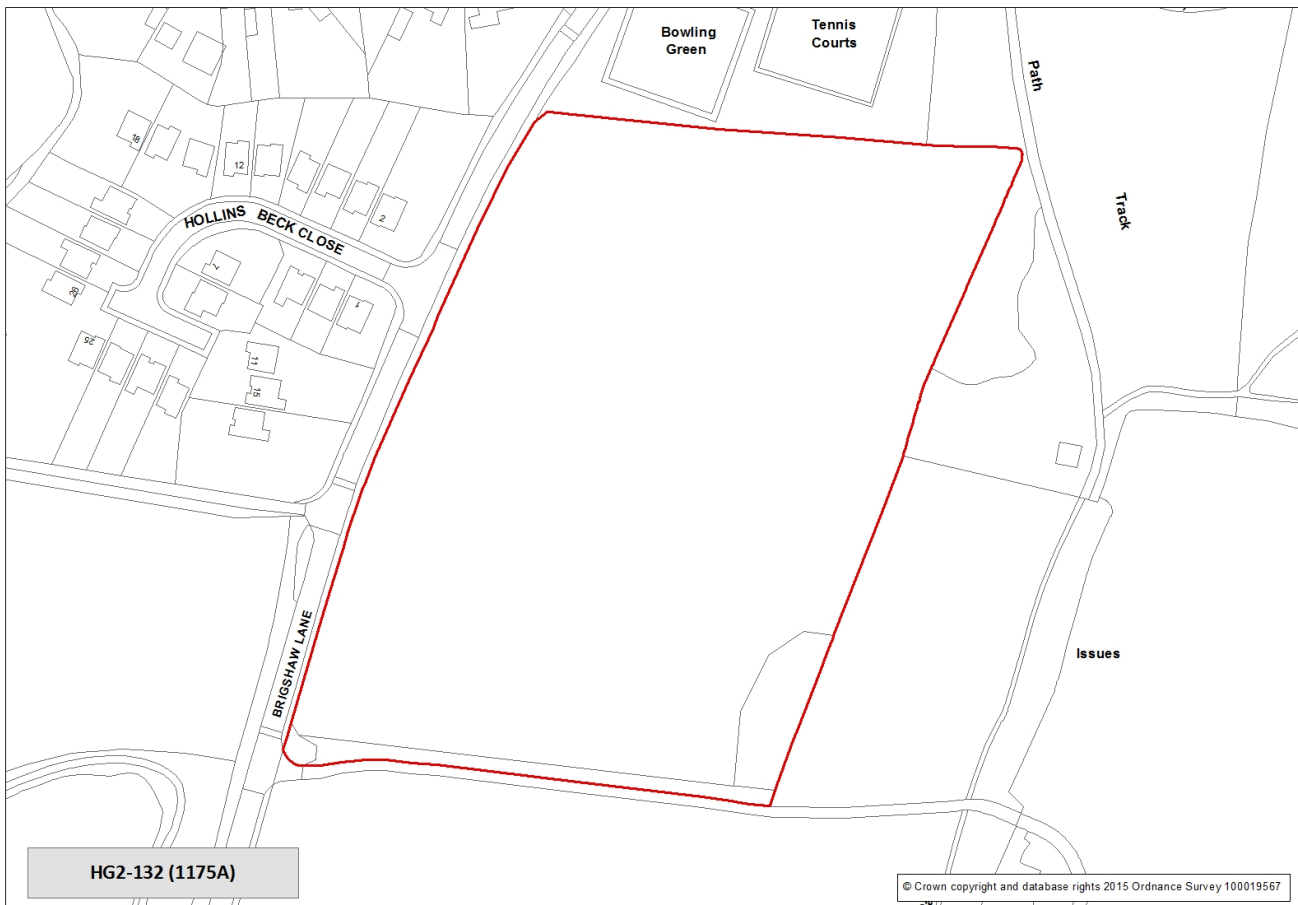 Bowling
Green
Tennis
Courts
Path
Track
18
12
2
HOLLINS BECK CLOSE
7
1
26
25
11
15
BRIGSHAW LANE
Issues
HG2-132 (1175A)
© Crown copyright and database rights 2015 Ordnance Survey 100019567